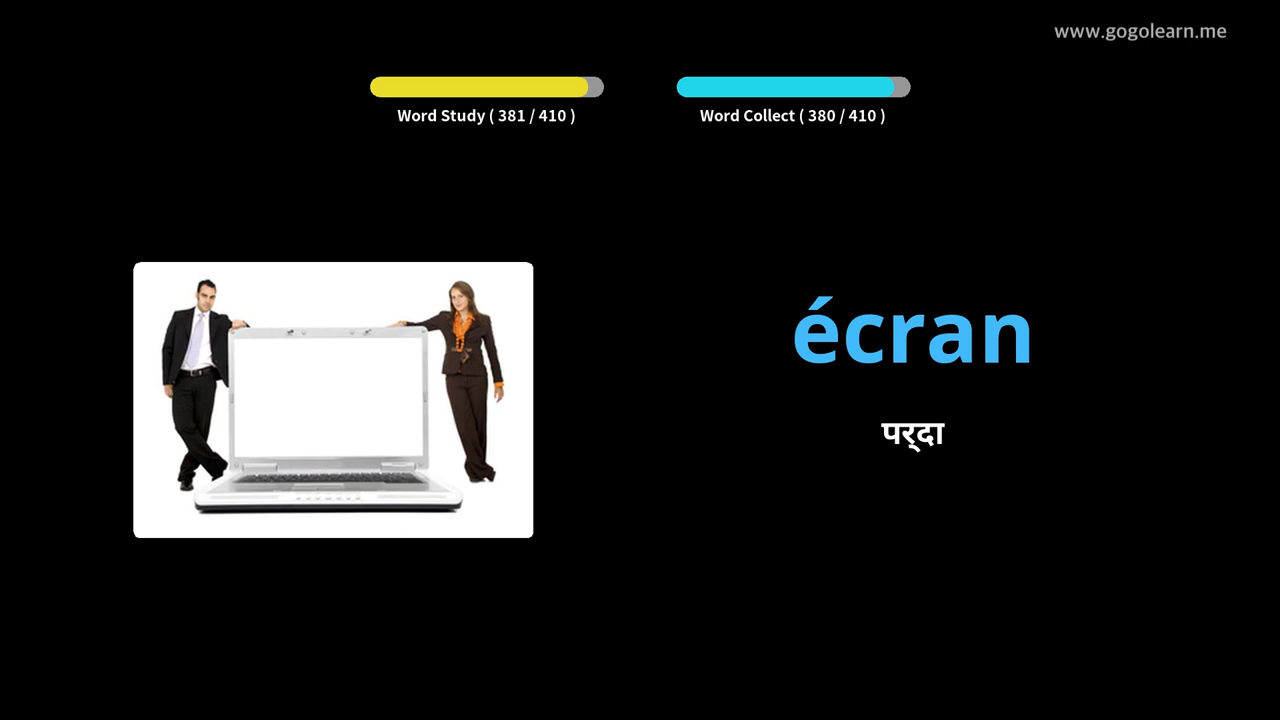 www.gogolearn.me
Word Study ( 381 / 410 )
Word Collect ( 380 / 410 )
écran
पर्‌दा